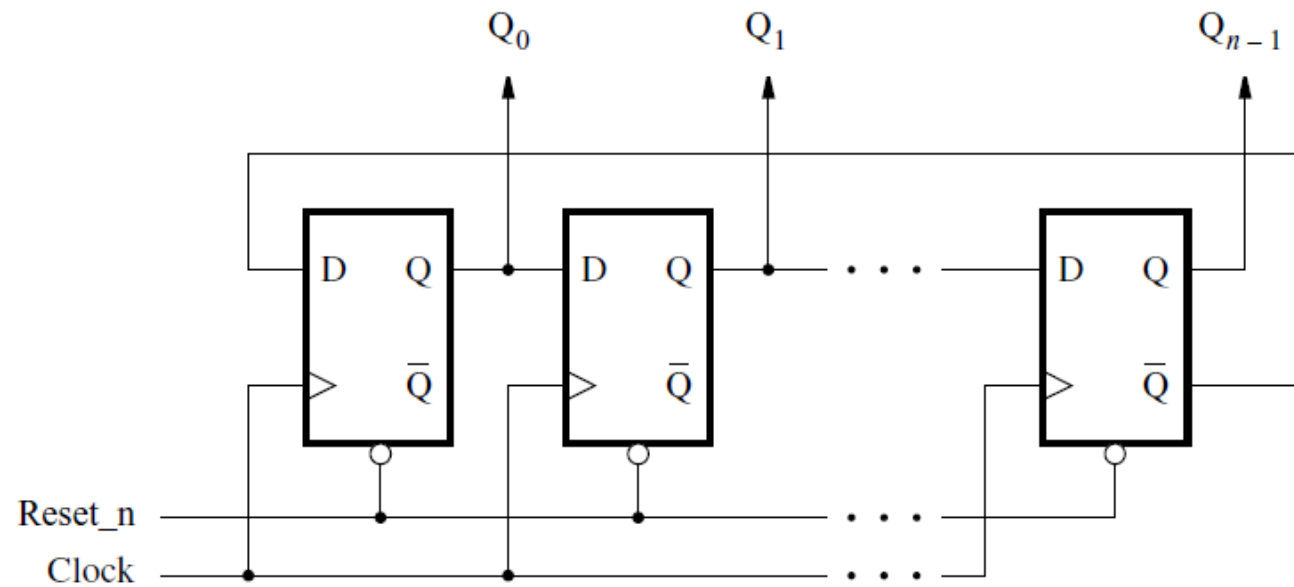 Q₀ Q₁ Qₙ₋₁
D Q D Q D Q
Q̅ Q̅ Q̅
Reset_n
Clock